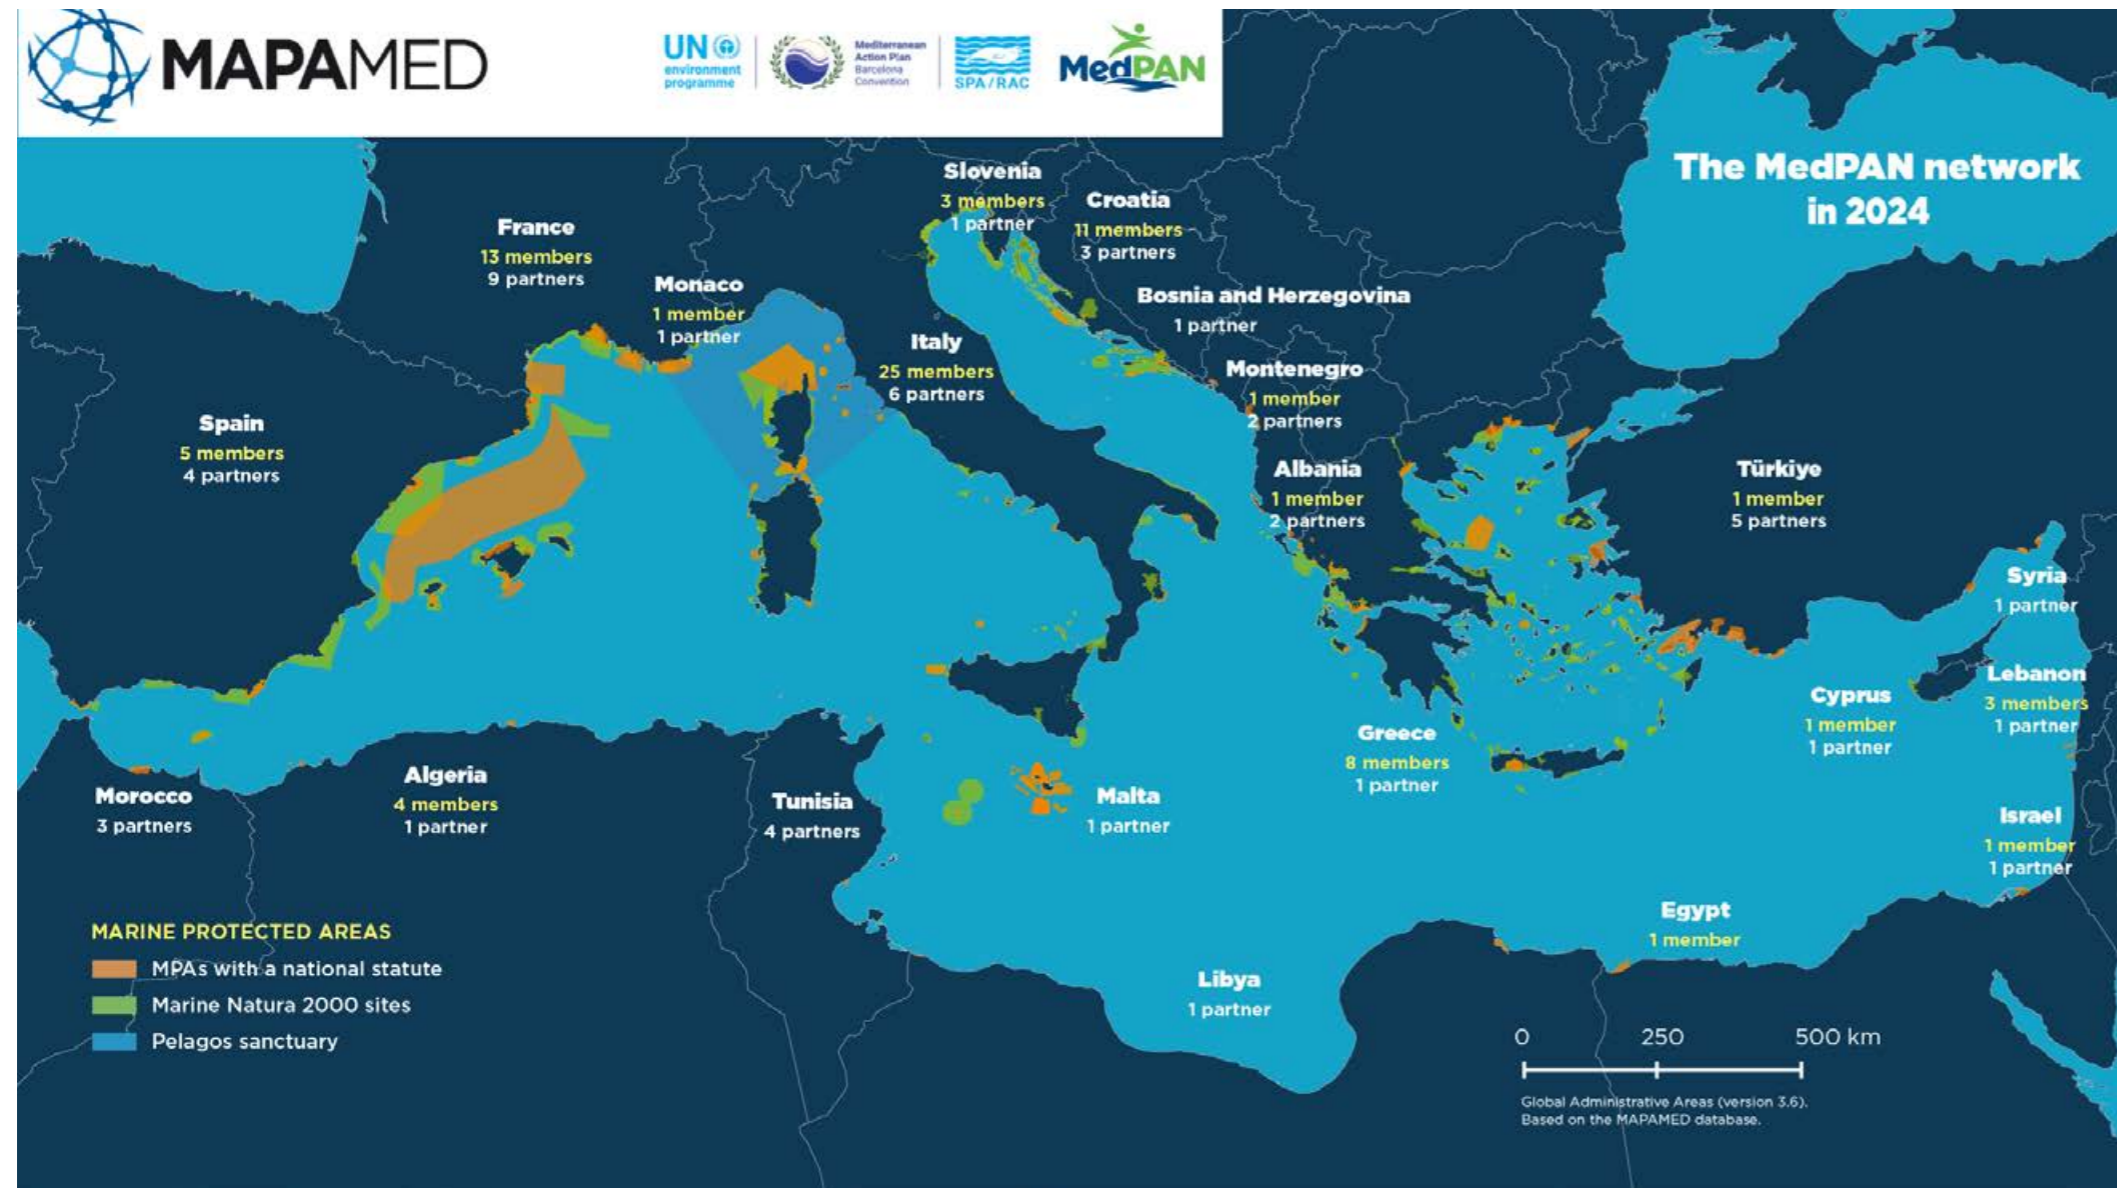 MAPAMED
UN
environment
programme
Mediterranean
Action Plan
Barcelona
Convention
SPA/RAC
MedPAN
The MedPAN network
in 2024
Slovenia
3 members
1 partner
Croatia
11 members
3 partners
France
13 members
9 partners
Monaco
1 member
1 partner
Bosnia and Herzegovina
1 partner
Italy
25 members
6 partners
Montenegro
1 member
2 partners
Spain
5 members
4 partners
Albania
1 member
2 partners
Türkiye
1 member
5 partners
Syria
1 partner
Lebanon
3 members
1 partner
Cyprus
1 member
1 partner
Greece
8 members
1 partner
Algeria
4 members
1 partner
Morocco
3 partners
Tunisia
4 partners
Malta
1 partner
Israel
1 member
1 partner
Egypt
1 member
Libya
1 partner
MARINE PROTECTED AREAS
MPAs with a national statute
Marine Natura 2000 sites
Pelagos sanctuary
0 250 500 km
Global Administrative Areas (version 3.6).
Based on the MAPAMED database.